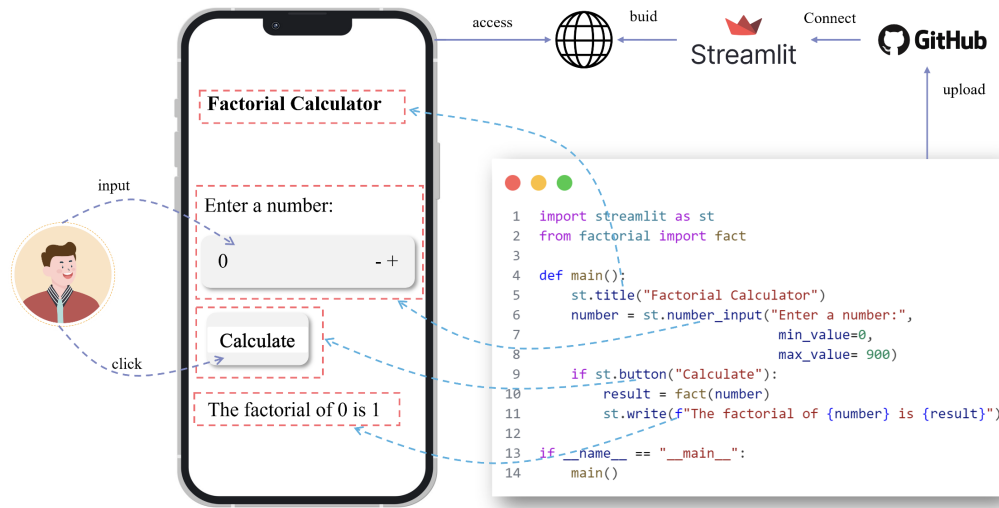 access
buid
Connect
Streamlit
GitHub
upload
Factorial Calculator
input
Enter a number:
0 - +
click
Calculate
The factorial of 0 is 1
1 import streamlit as st
2 from factorial import fact
3
4 def main():
5 st.title("Factorial Calculator")
6 number = st.number_input("Enter a number:",
7 min_value=0,
8 max_value= 900)
9 if st.button("Calculate"):
10 result = fact(number)
11 st.write(f"The factorial of {number} is {result}")
12
13 if __name__ == "__main__":
14 main()